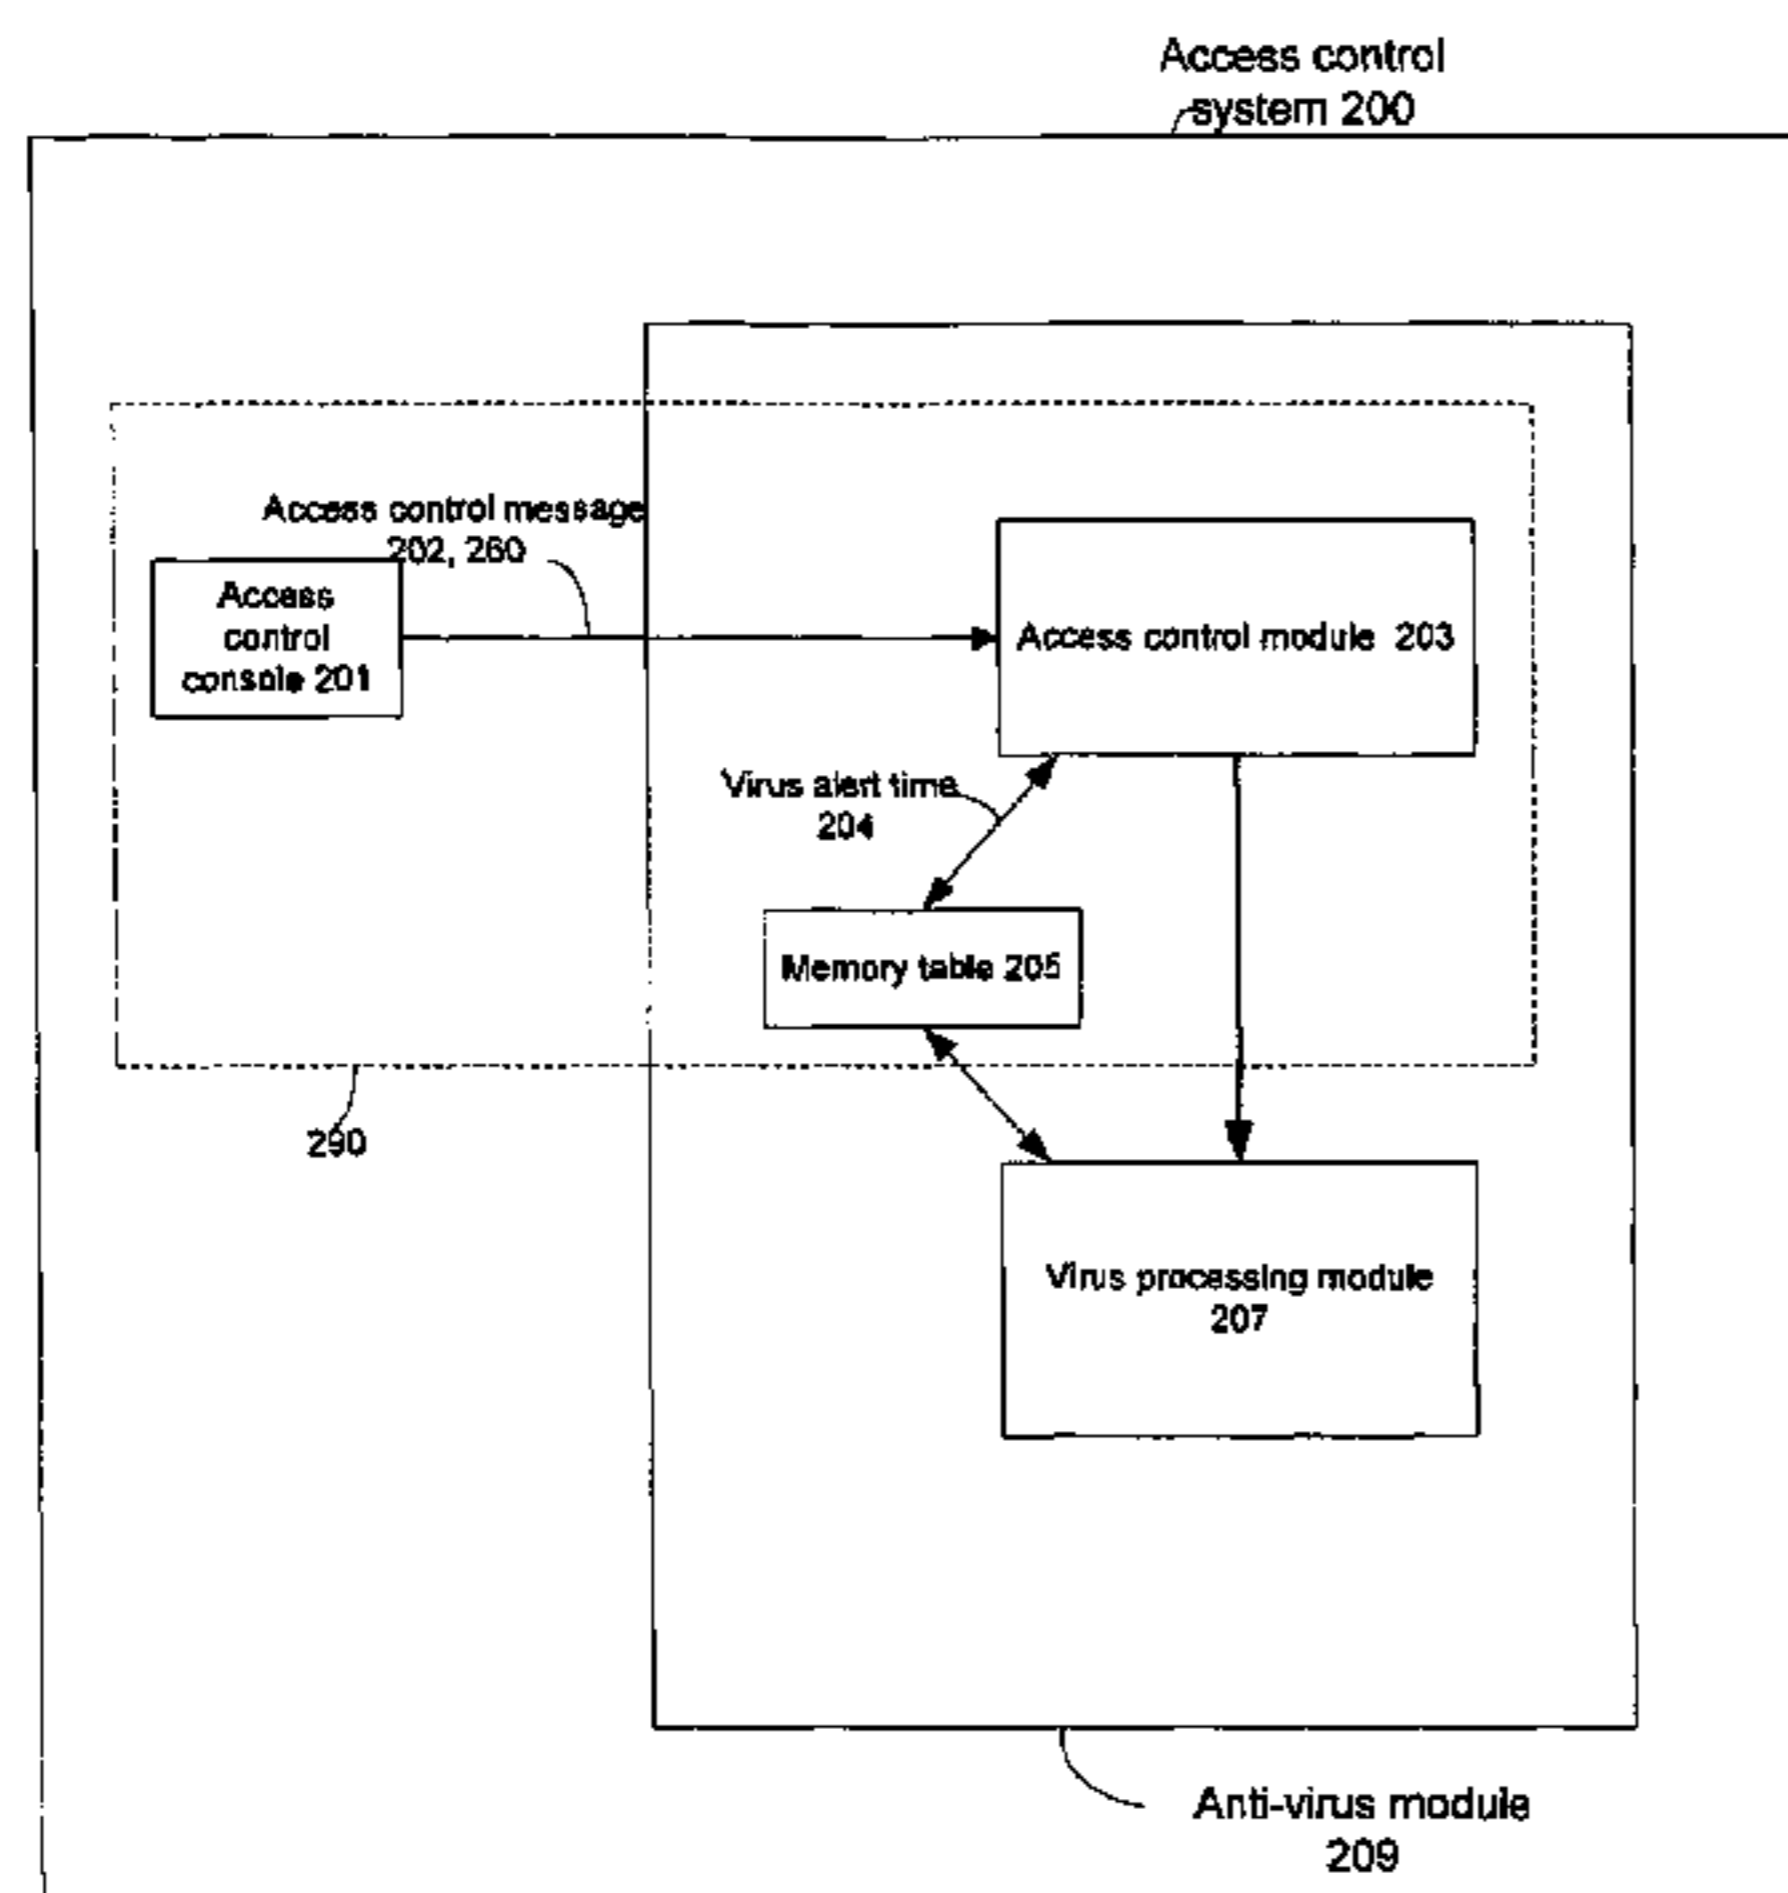 Access control
system 200
Access control message
202, 260
Access
control
console 201
Access control module 203
Virus alert time
204
Memory table 205
290
Virus processing module
207
Anti-virus module
209